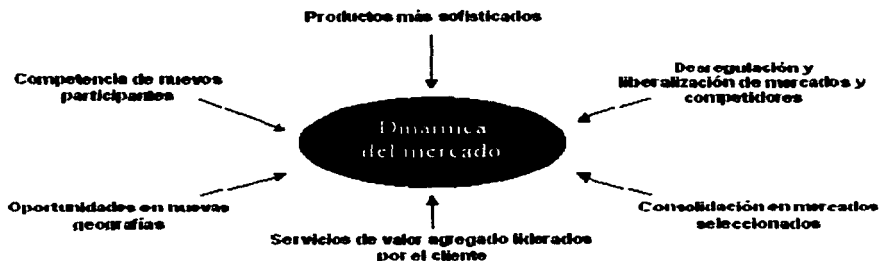 Productos más sofisticados
Competencia de nuevos
participantes
Desregulación y
liberalización de mercados y
competidores
Dinámica
del mercado
Oportunidades en nuevas
geografías
Servicios de valor agregado liderados
por el cliente
Consolidación en mercados
seleccionados